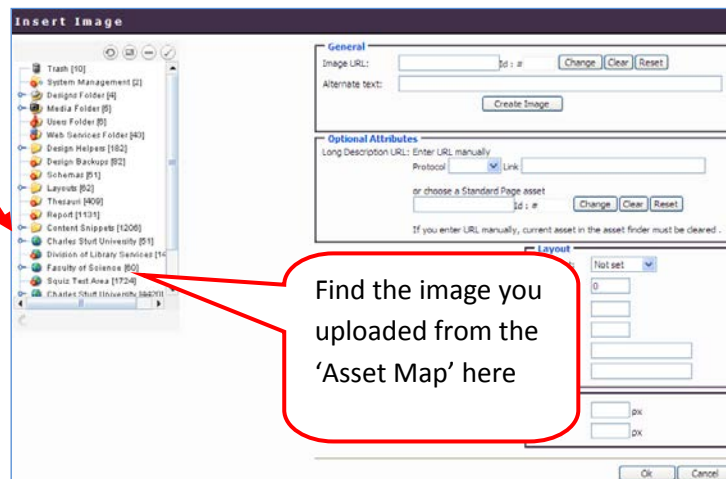 Insert Image
Trash [10]
System Management [2]
Designs Folder [4]
Media Folder [6]
Users Folder [6]
Web Services Folder [43]
Design Helpers [182]
Design Backups [82]
Schemas [61]
Layouts [62]
Thesauri [409]
Report [1131]
Content Snippets [1206]
Charles Sturt University [51]
Division of Library Services [14
Faculty of Science [60]
Squiz Test Area [1724]
Charles Sturt University
General
Image URL: Id : # Change Clear Reset
Alternate text:
Create Image
Optional Attributes
Long Description URL: Enter URL manually
Protocol Link
or choose a Standard Page asset
Id : # Change Clear Reset
If you enter URL manually, current asset in the asset finder must be cleared .
Layout
Not set
0
Find the image you
uploaded from the
‘Asset Map’ here
px
px
Ok Cancel